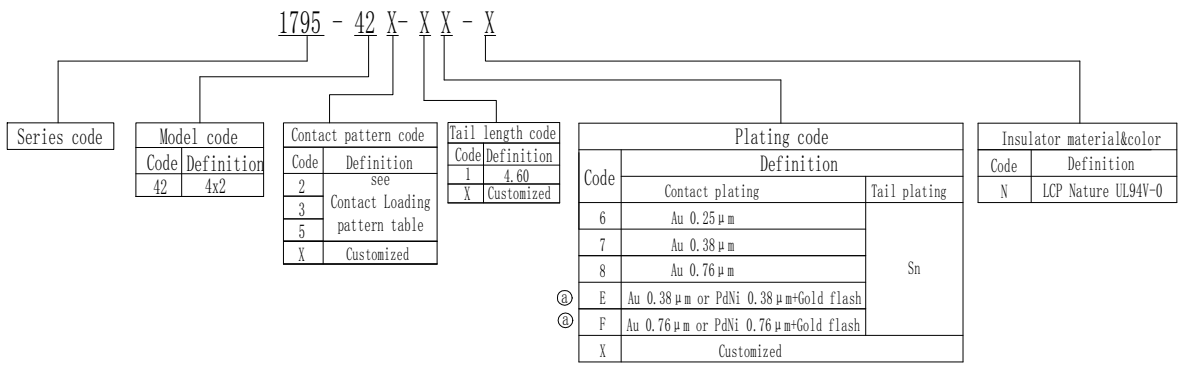 1795 - 42 X- X X - X
Series code
Model code
Code Definition
42 4x2
Contact pattern code
Code Definition
2 see
3 Contact Loading
5 pattern table
X Customized
Tail length code
Code Definition
1 4.60
X Customized
Plating code
Code Definition
Contact plating Tail plating
6 Au 0.25μm
7 Au 0.38μm
8 Au 0.76μm
Sn
ⓐ E Au 0.38μm or PdNi 0.38μm+Gold flash
ⓐ F Au 0.76μm or PdNi 0.76μm+Gold flash
X Customized
Insulator material&color
Code Definition
N LCP Nature UL94V-0